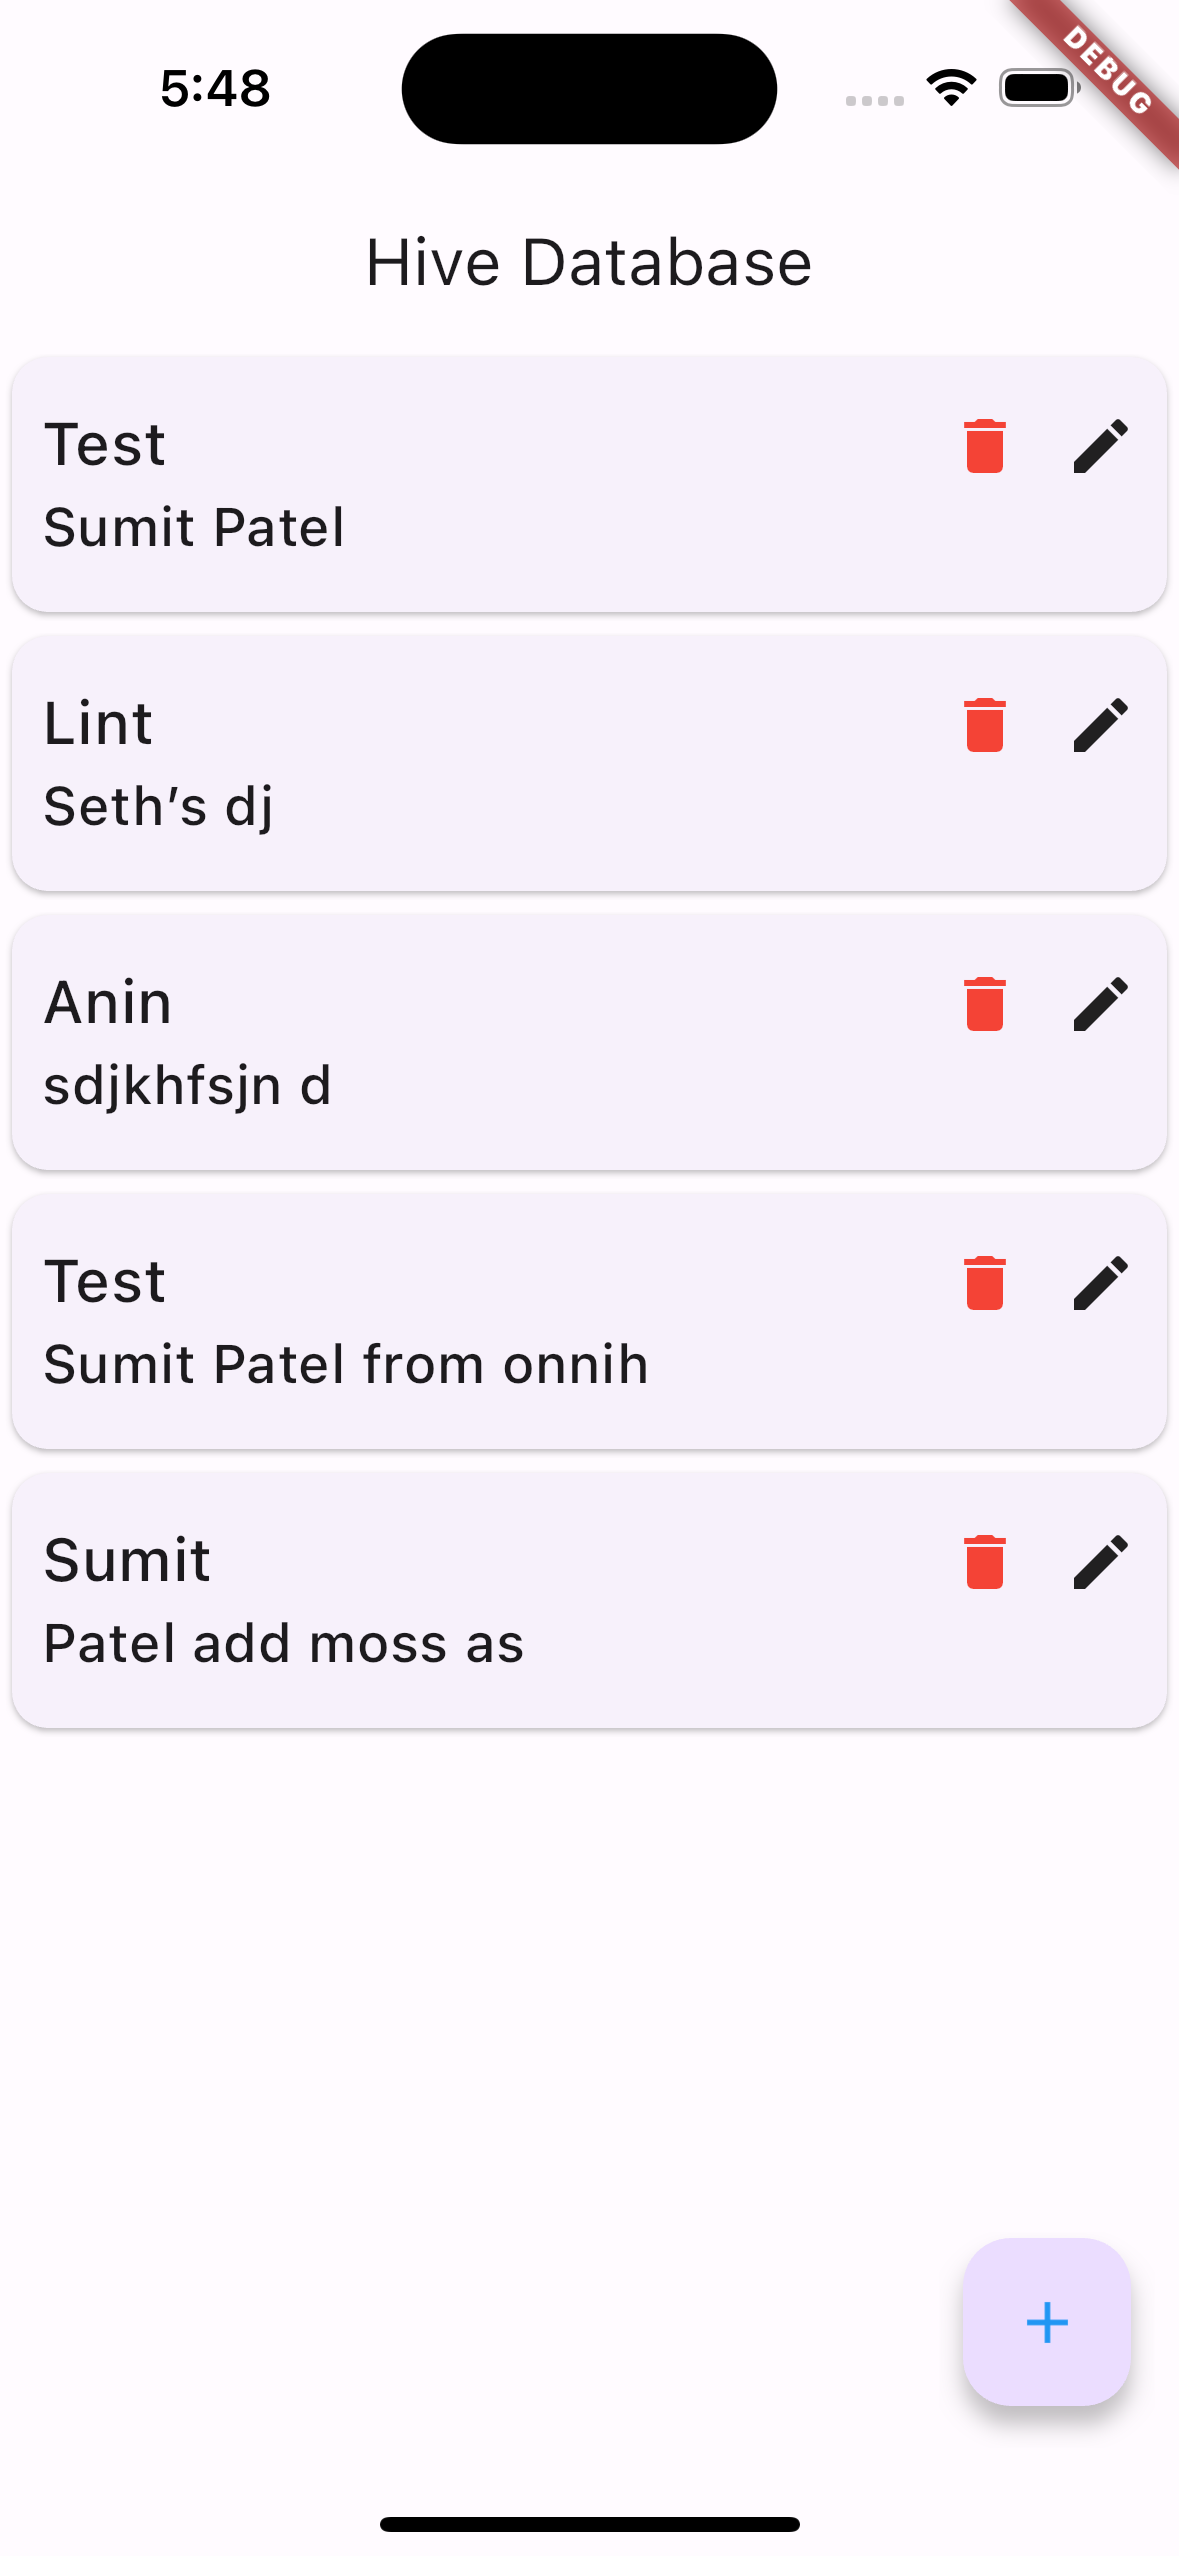 5:48
DEBUG
Hive Database
Test
Sumit Patel
Lint
Seth’s dj
Anin
sdjkhfsjn d
Test
Sumit Patel from onnih
Sumit
Patel add moss as